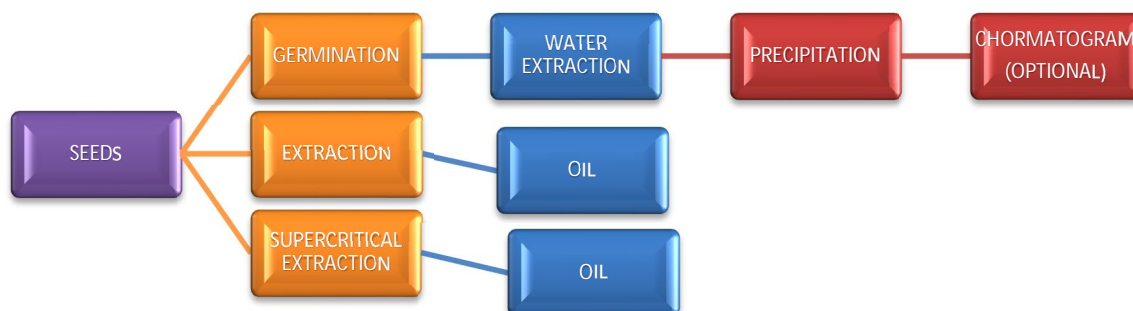 GERMINATION
WATER
EXTRACTION
PRECIPITATION
CHORMATOGRAM
(OPTIONAL)
SEEDS
EXTRACTION
OIL
SUPERCRITICAL
EXTRACTION
OIL